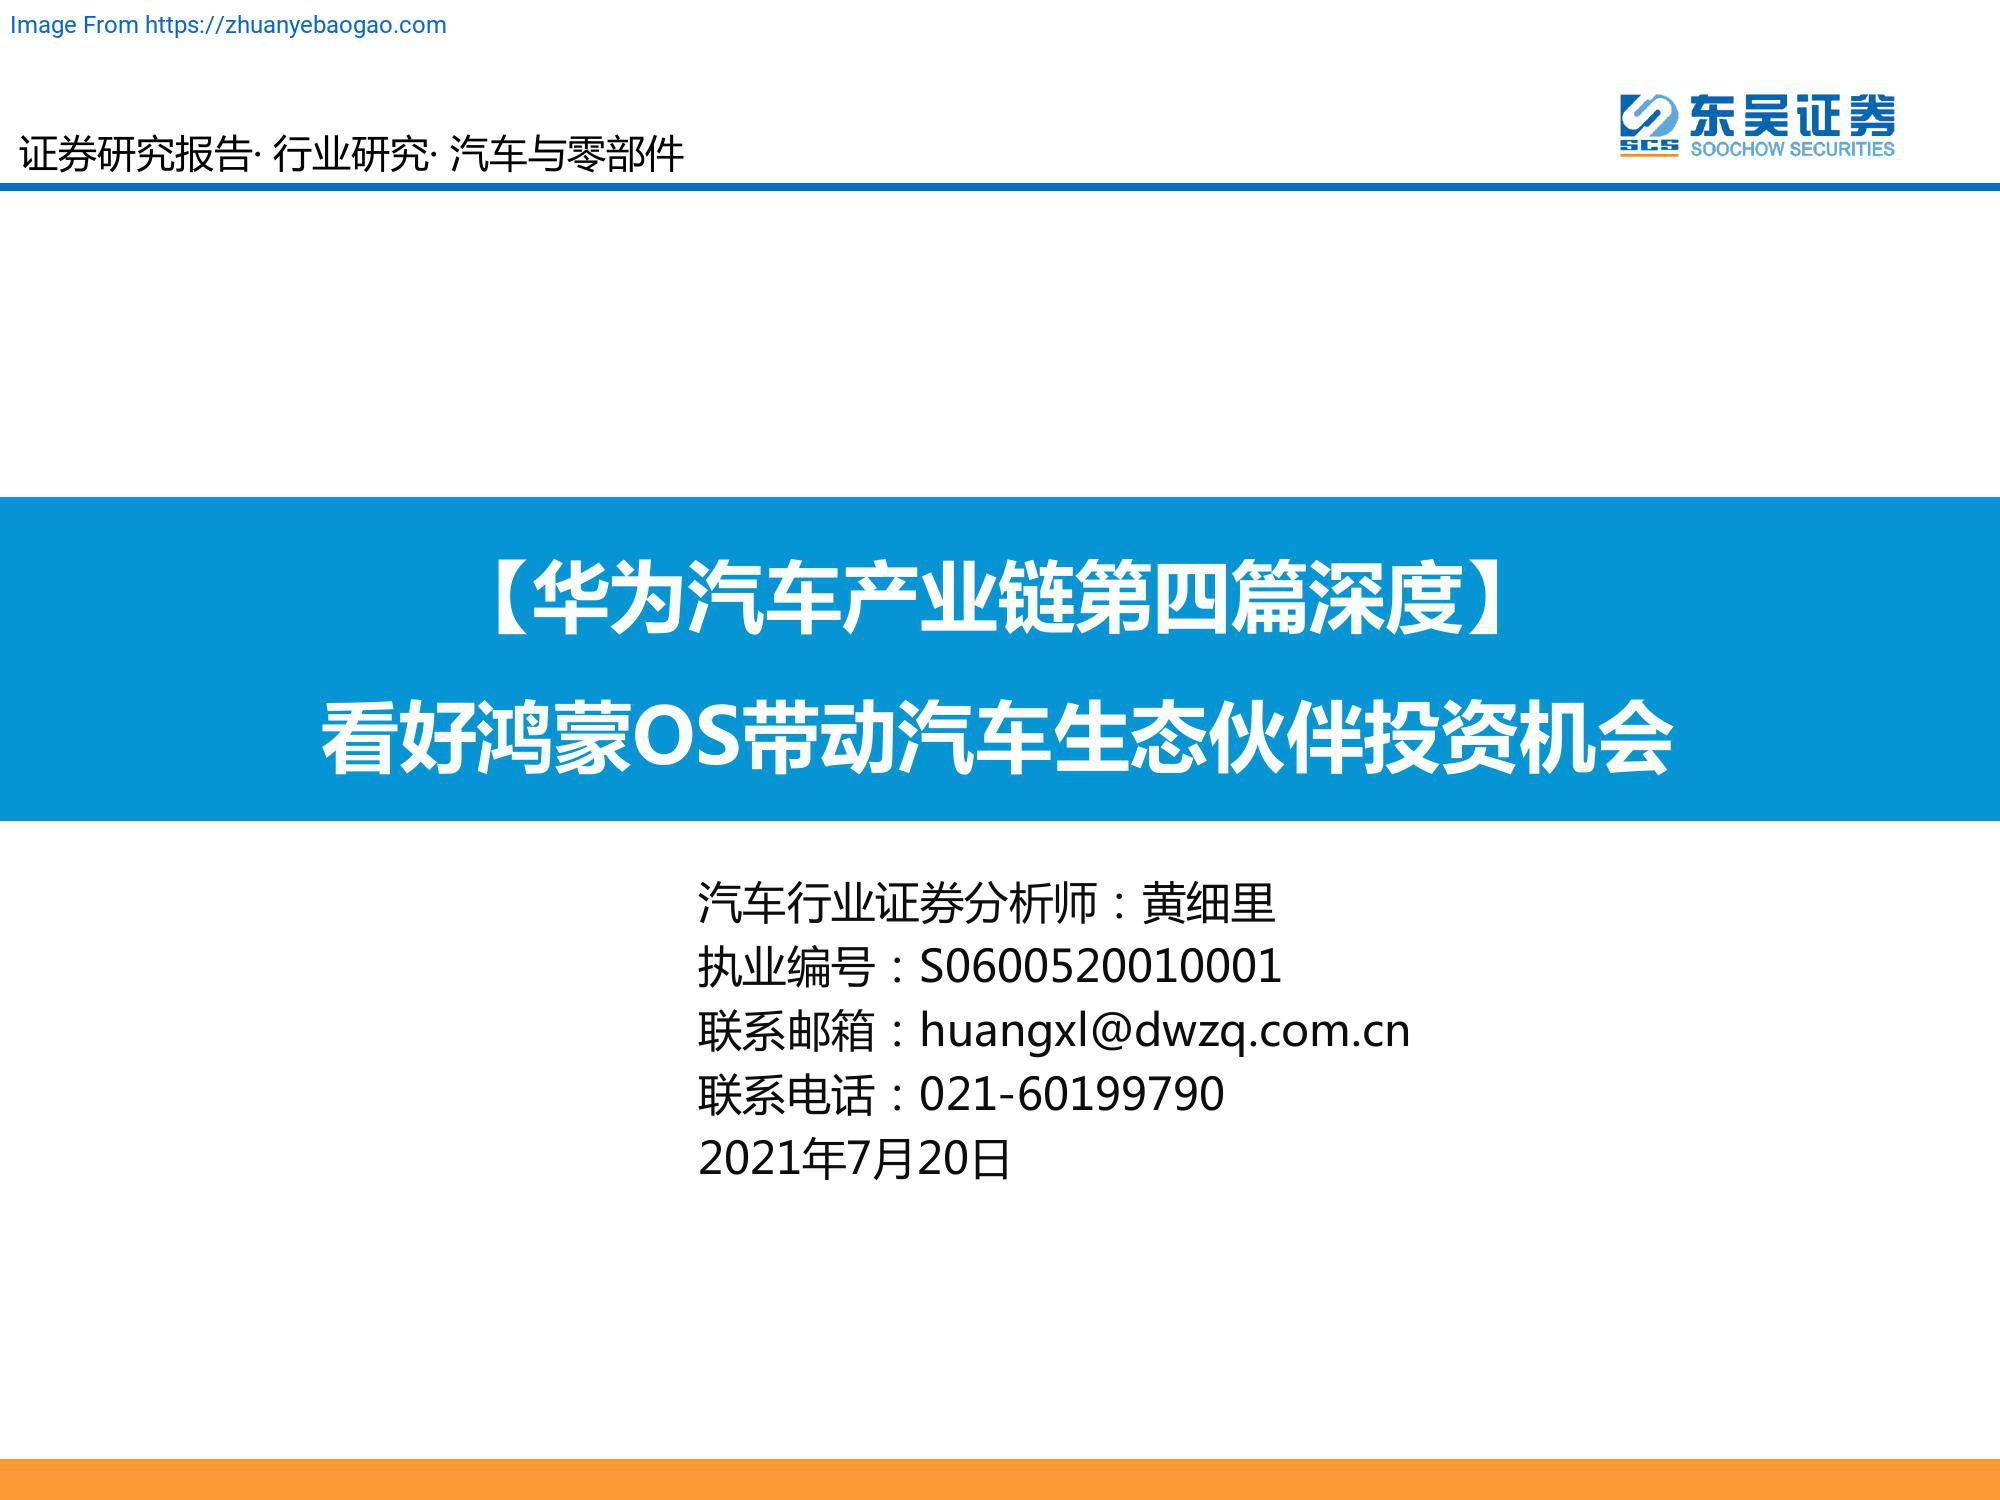 Image From https://zhuanyebaogao.com
东吴证券
SCS
SOOCHOW SECURITIES
证券研究报告· 行业研究· 汽车与零部件
【华为汽车产业链第四篇深度】
看好鸿蒙OS带动汽车生态伙伴投资机会
汽车行业证券分析师：黄细里
执业编号：S0600520010001
联系邮箱：huangxl@dwzq.com.cn
联系电话：021-60199790
2021年7月20日